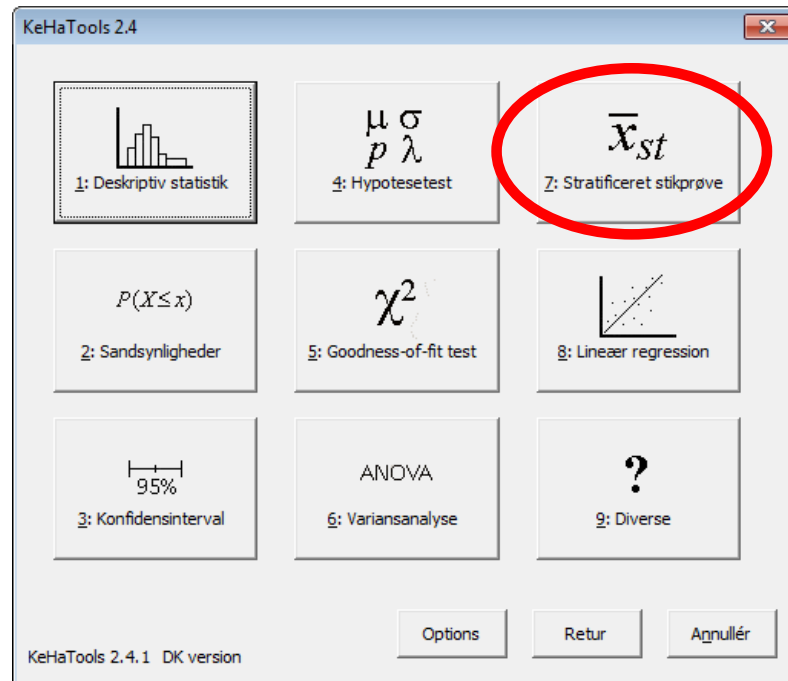 KeHaTools 2.4
μ σ
p λ
x̄st
1: Deskriptiv statistik
4: Hypotesetest
7: Stratificeret stikprøve
P(X≤x)
χ²
2: Sandsynligheder
5: Goodness-of-fit test
8: Lineær regression
95%
ANOVA
?
3: Konfidensinterval
6: Variansanalyse
9: Diverse
Options
Retur
Annullér
KeHaTools 2.4.1 DK version